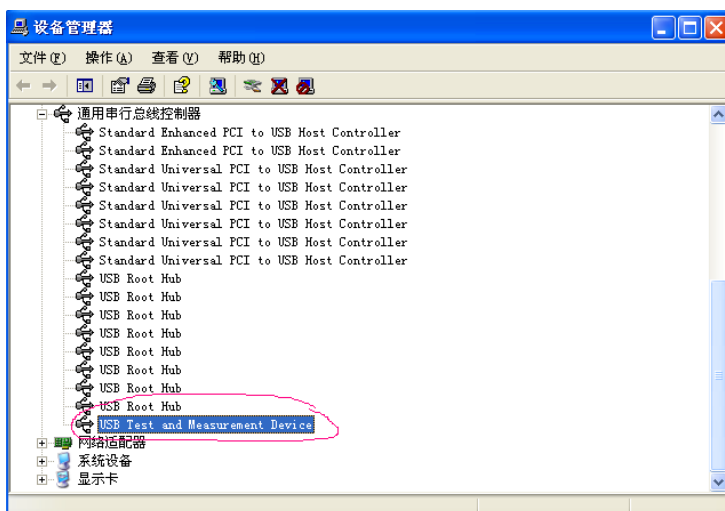 设备管理器
文件(F) 操作(A) 查看(V) 帮助(H)
通用串行总线控制器
Standard Enhanced PCI to USB Host Controller
Standard Enhanced PCI to USB Host Controller
Standard Universal PCI to USB Host Controller
Standard Universal PCI to USB Host Controller
Standard Universal PCI to USB Host Controller
Standard Universal PCI to USB Host Controller
Standard Universal PCI to USB Host Controller
Standard Universal PCI to USB Host Controller
USB Root Hub
USB Root Hub
USB Root Hub
USB Root Hub
USB Root Hub
USB Root Hub
USB Root Hub
USB Root Hub
USB Test and Measurement Device
网络适配器
系统设备
显示卡